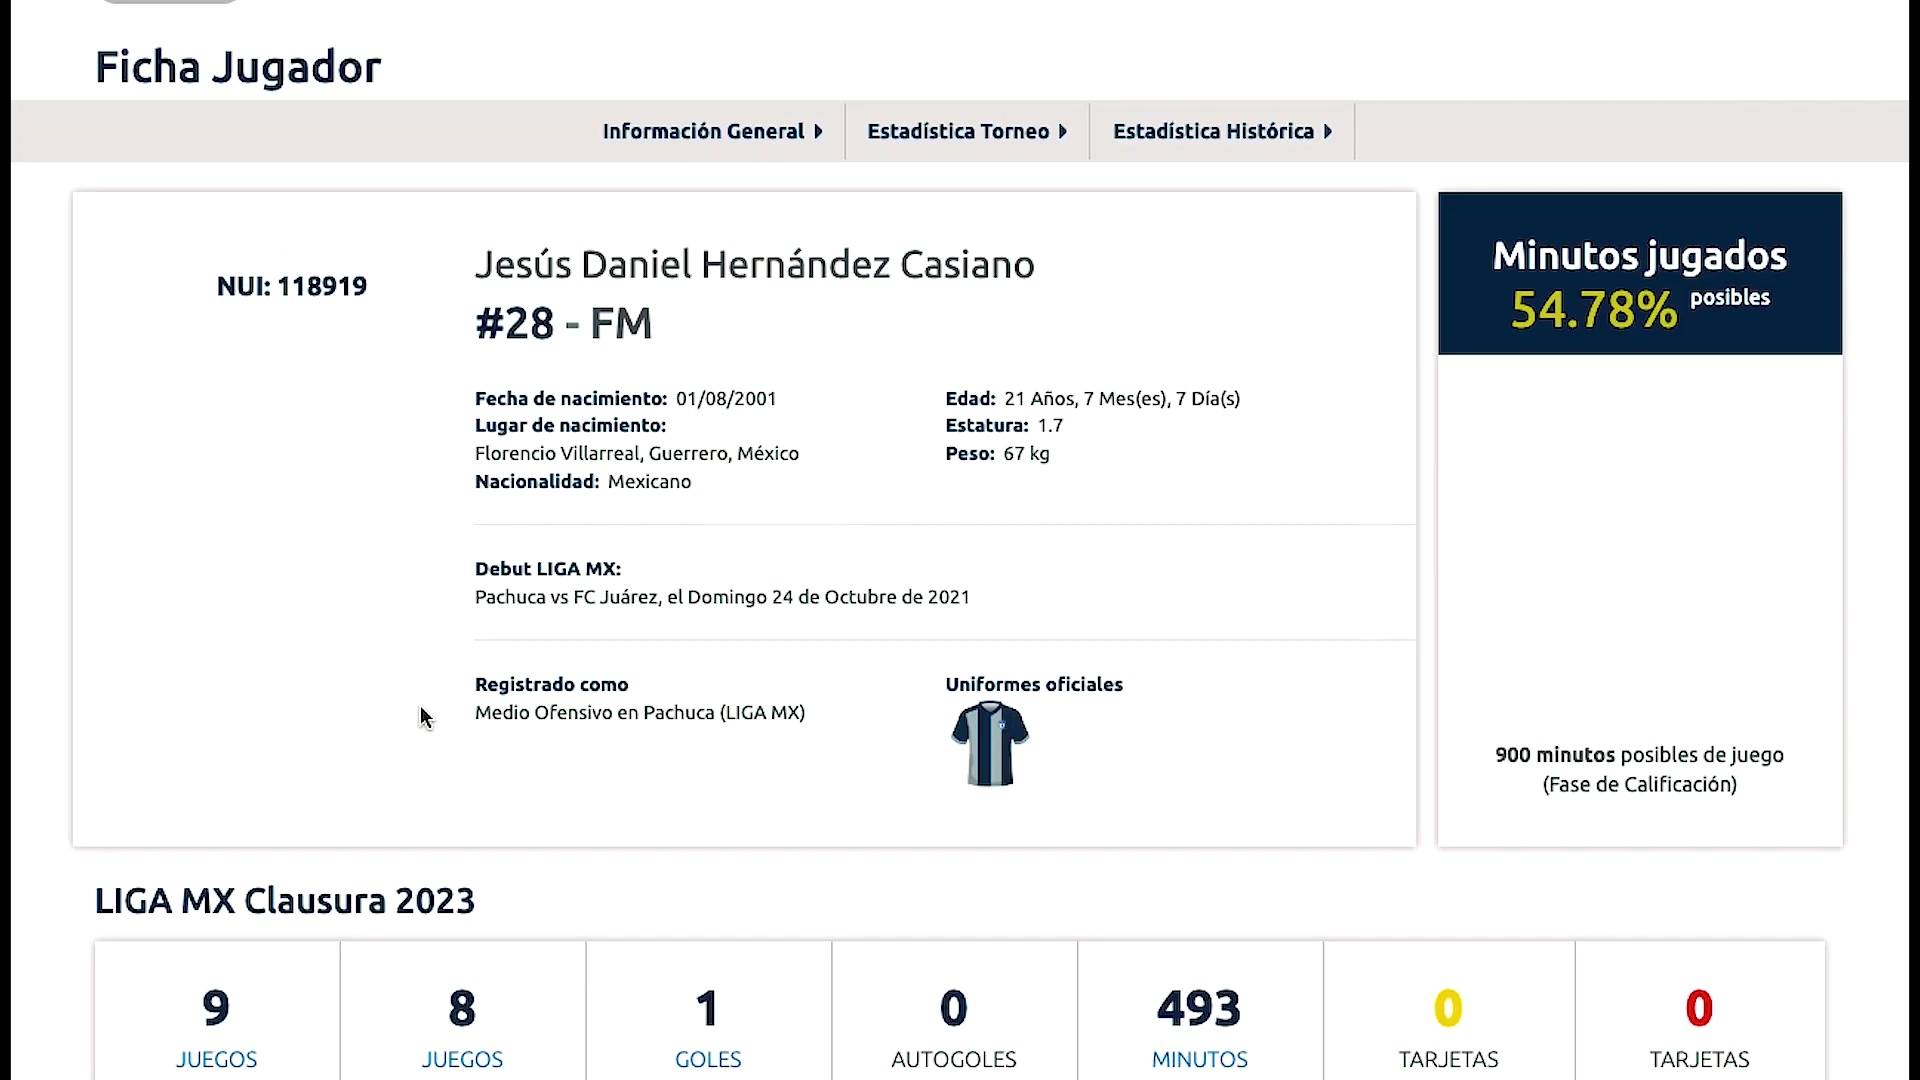 Ficha Jugador
Información General
Estadística Torneo
Estadística Histórica
NUI: 118919
Jesús Daniel Hernández Casiano
#28 - FM
Fecha de nacimiento: 01/08/2001
Lugar de nacimiento:
Florencio Villarreal, Guerrero, México
Nacionalidad: Mexicano
Edad: 21 Años, 7 Mes(es), 7 Día(s)
Estatura: 1.7
Peso: 67 kg
Debut LIGA MX:
Pachuca vs FC Juárez, el Domingo 24 de Octubre de 2021
Registrado como
Medio Ofensivo en Pachuca (LIGA MX)
Uniformes oficiales
Minutos jugados
54.78% posibles
900 minutos posibles de juego
(Fase de Calificación)
LIGA MX Clausura 2023
9
JUEGOS
8
JUEGOS
1
GOLES
0
AUTOGOLES
493
MINUTOS
0
TARJETAS
0
TARJETAS